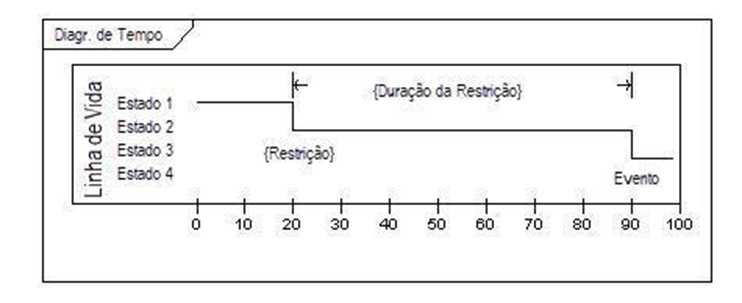 Diagr. de Tempo
Linha de Vida
{Duração da Restrição}
Estado 1
Estado 2
Estado 3
{Restrição}
Estado 4
Evento
0 10 20 30 40 50 60 70 80 90 100